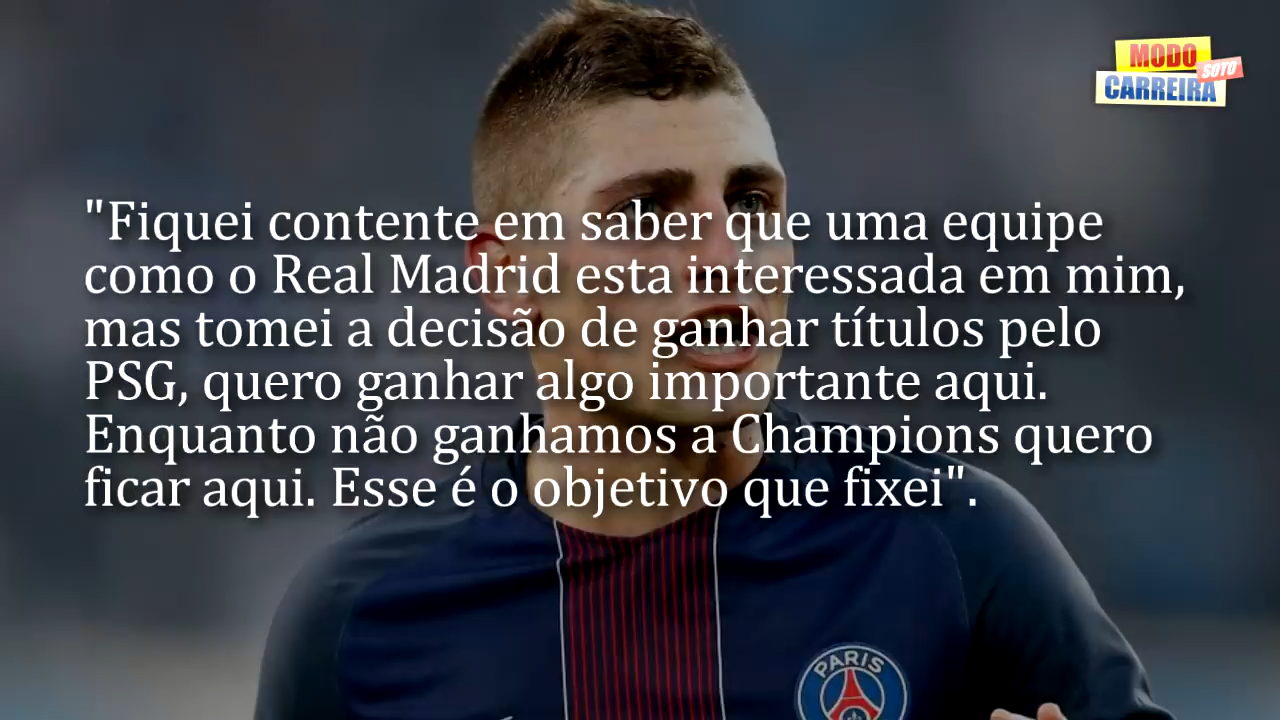 MODO
SOTO
CARREIRA
"Fiquei contente em saber que uma equipe
como o Real Madrid esta interessada em mim,
mas tomei a decisão de ganhar títulos pelo
PSG, quero ganhar algo importante aqui.
Enquanto não ganhamos a Champions quero
ficar aqui. Esse é o objetivo que fixei".
PARIS